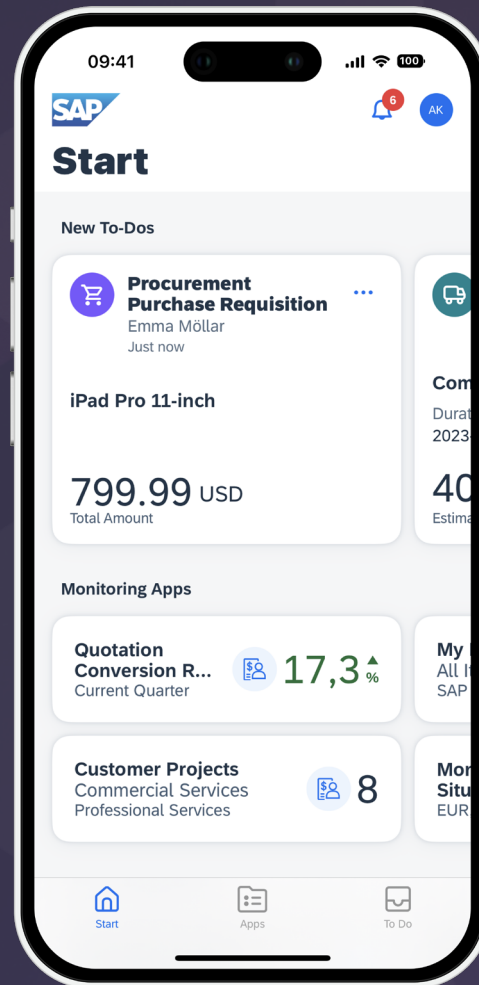 09:41
100
SAP
6
AK
Start
New To-Dos
Procurement
Purchase Requisition
Emma Möllar
Just now
iPad Pro 11-inch
799.99 USD
Total Amount
Com
Durat
2023-
40
Estima
Monitoring Apps
Quotation
Conversion R...
Current Quarter
17,3 %
My
All It
SAP
Customer Projects
Commercial Services
Professional Services
8
Mor
Situ
EUR
Start
Apps
To Do